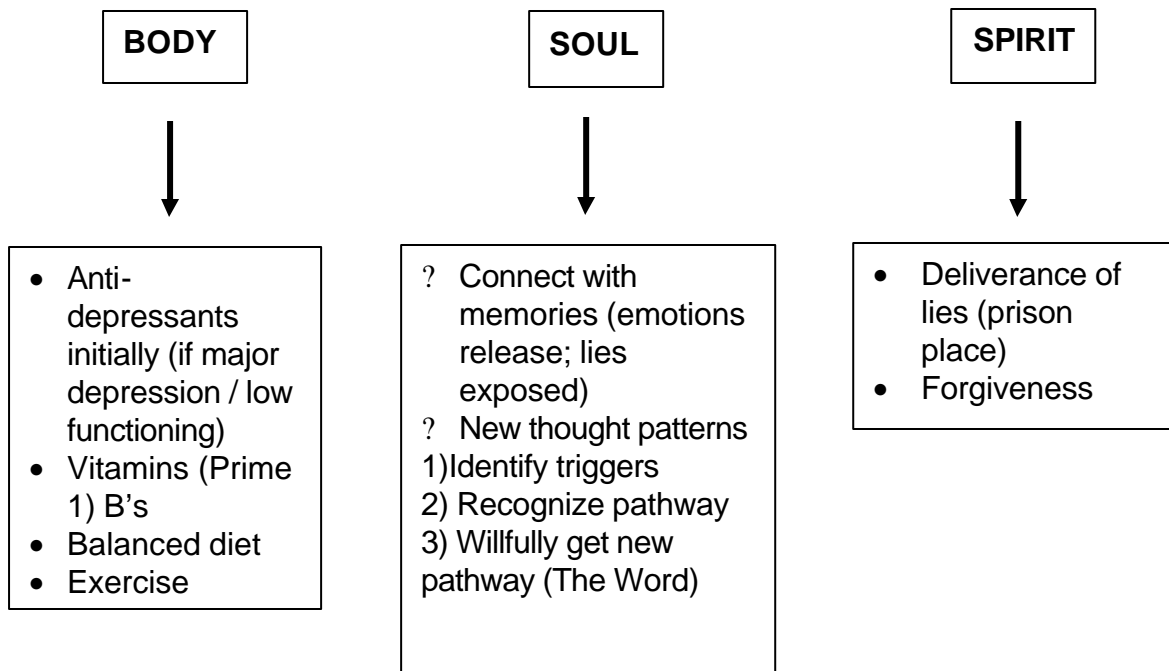 BODY
SOUL
SPIRIT
• Anti-
depressants
initially (if major
depression / low
functioning)
• Vitamins (Prime
1) B’s
• Balanced diet
• Exercise
? Connect with
memories (emotions
release; lies
exposed)
? New thought patterns
1)Identify triggers
2) Recognize pathway
3) Willfully get new
pathway (The Word)
• Deliverance of
lies (prison
place)
• Forgiveness